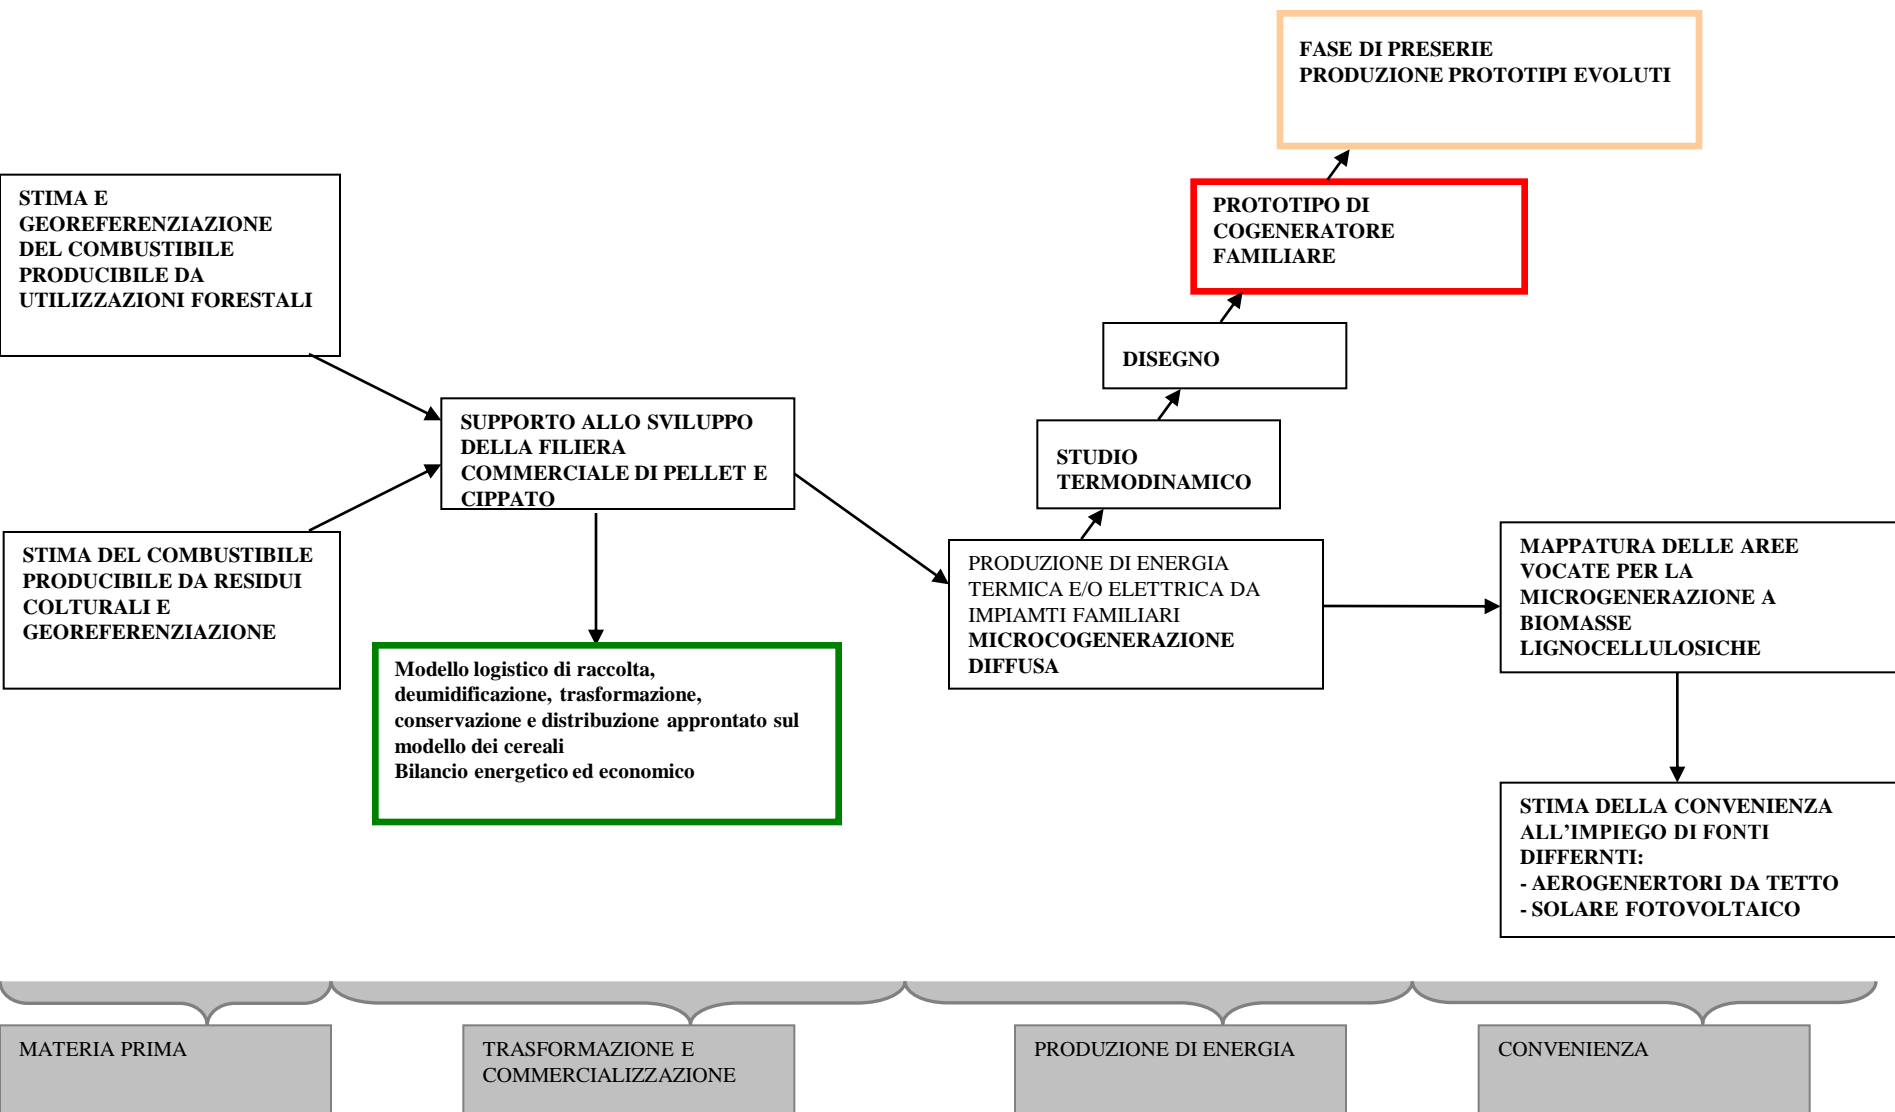 FASE DI PRESERIE
PRODUZIONE PROTOTIPI EVOLUTI
PROTOTIPO DI
COGENERATORE
FAMILIARE
DISEGNO
STUDIO
TERMODINAMICO
STIMA E
GEOREFERENZIAZIONE
DEL COMBUSTIBILE
PRODUCIBILE DA
UTILIZZAZIONI FORESTALI
STIMA DEL COMBUSTIBILE
PRODUCIBILE DA RESIDUI
COLTURALI E
GEOREFERENZIAZIONE
SUPPORTO ALLO SVILUPPO
DELLA FILIERA
COMMERCIALE DI PELLET E
CIPPATO
Modello logistico di raccolta,
deumidificazione, trasformazione,
conservazione e distribuzione approntato sul
modello dei cereali
Bilancio energetico ed economico
PRODUZIONE DI ENERGIA
TERMICA E/O ELETTRICA DA
IMPIAMTI FAMILIARI
MICROCOGENERAZIONE
DIFFUSA
MAPPATURA DELLE AREE
VOCATE PER LA
MICROGENERAZIONE A
BIOMASSE
LIGNOCELLULOSICHE
STIMA DELLA CONVENIENZA
ALL’IMPIEGO DI FONTI
DIFFERNTI:
- AEROGENERTORI DA TETTO
- SOLARE FOTOVOLTAICO
MATERIA PRIMA
TRASFORMAZIONE E
COMMERCIALIZZAZIONE
PRODUZIONE DI ENERGIA
CONVENIENZA